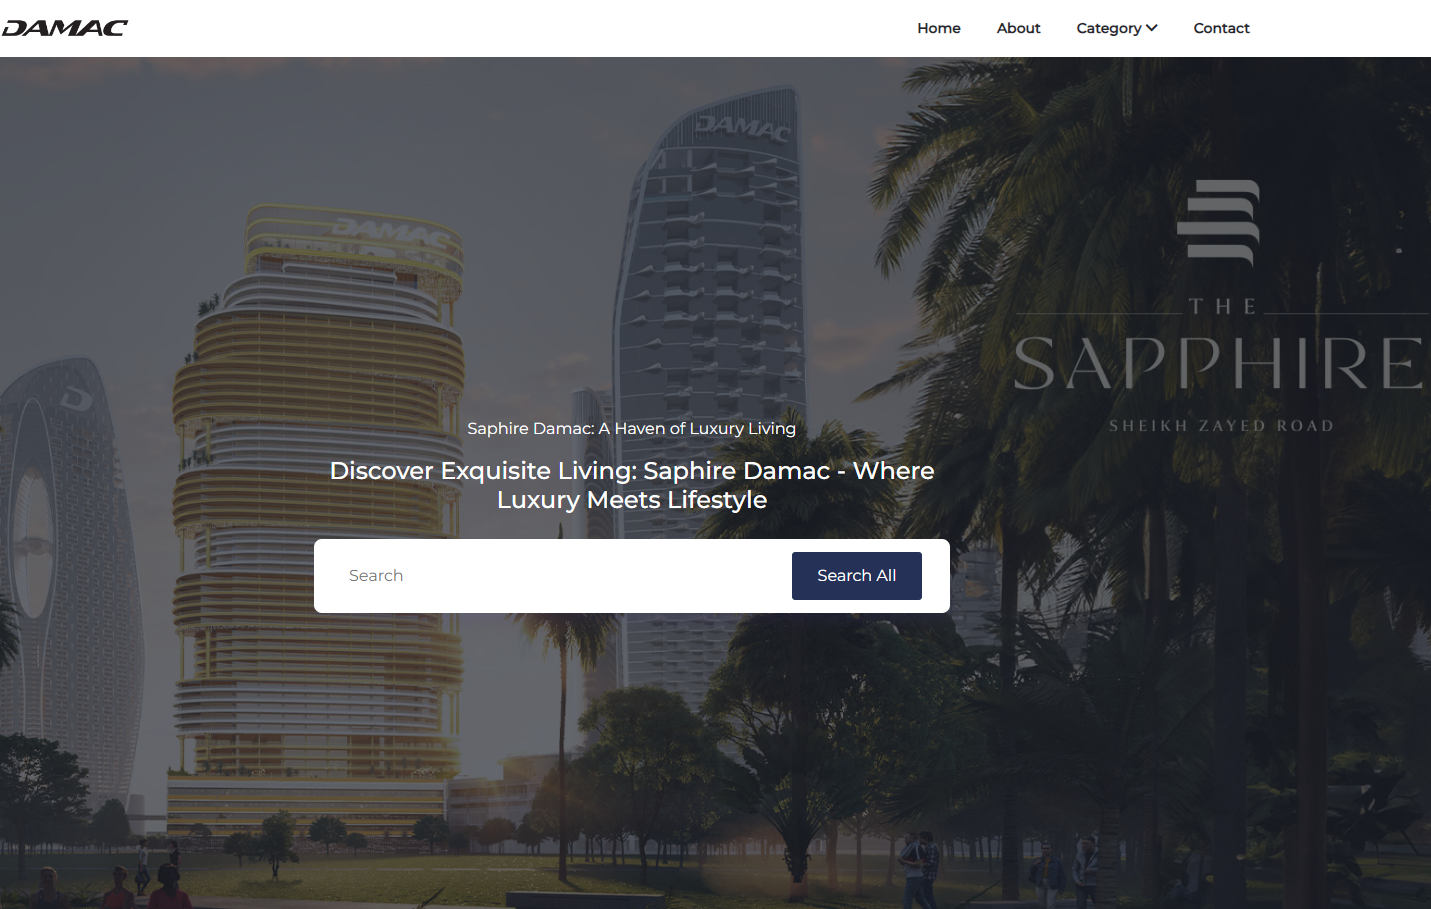 DAMAC
Home About Category Contact
DAMAC
DAMAC
THE
SAPPHIRE
SHEIKH ZAYED ROAD
Saphire Damac: A Haven of Luxury Living
Discover Exquisite Living: Saphire Damac - Where
Luxury Meets Lifestyle
Search
Search All